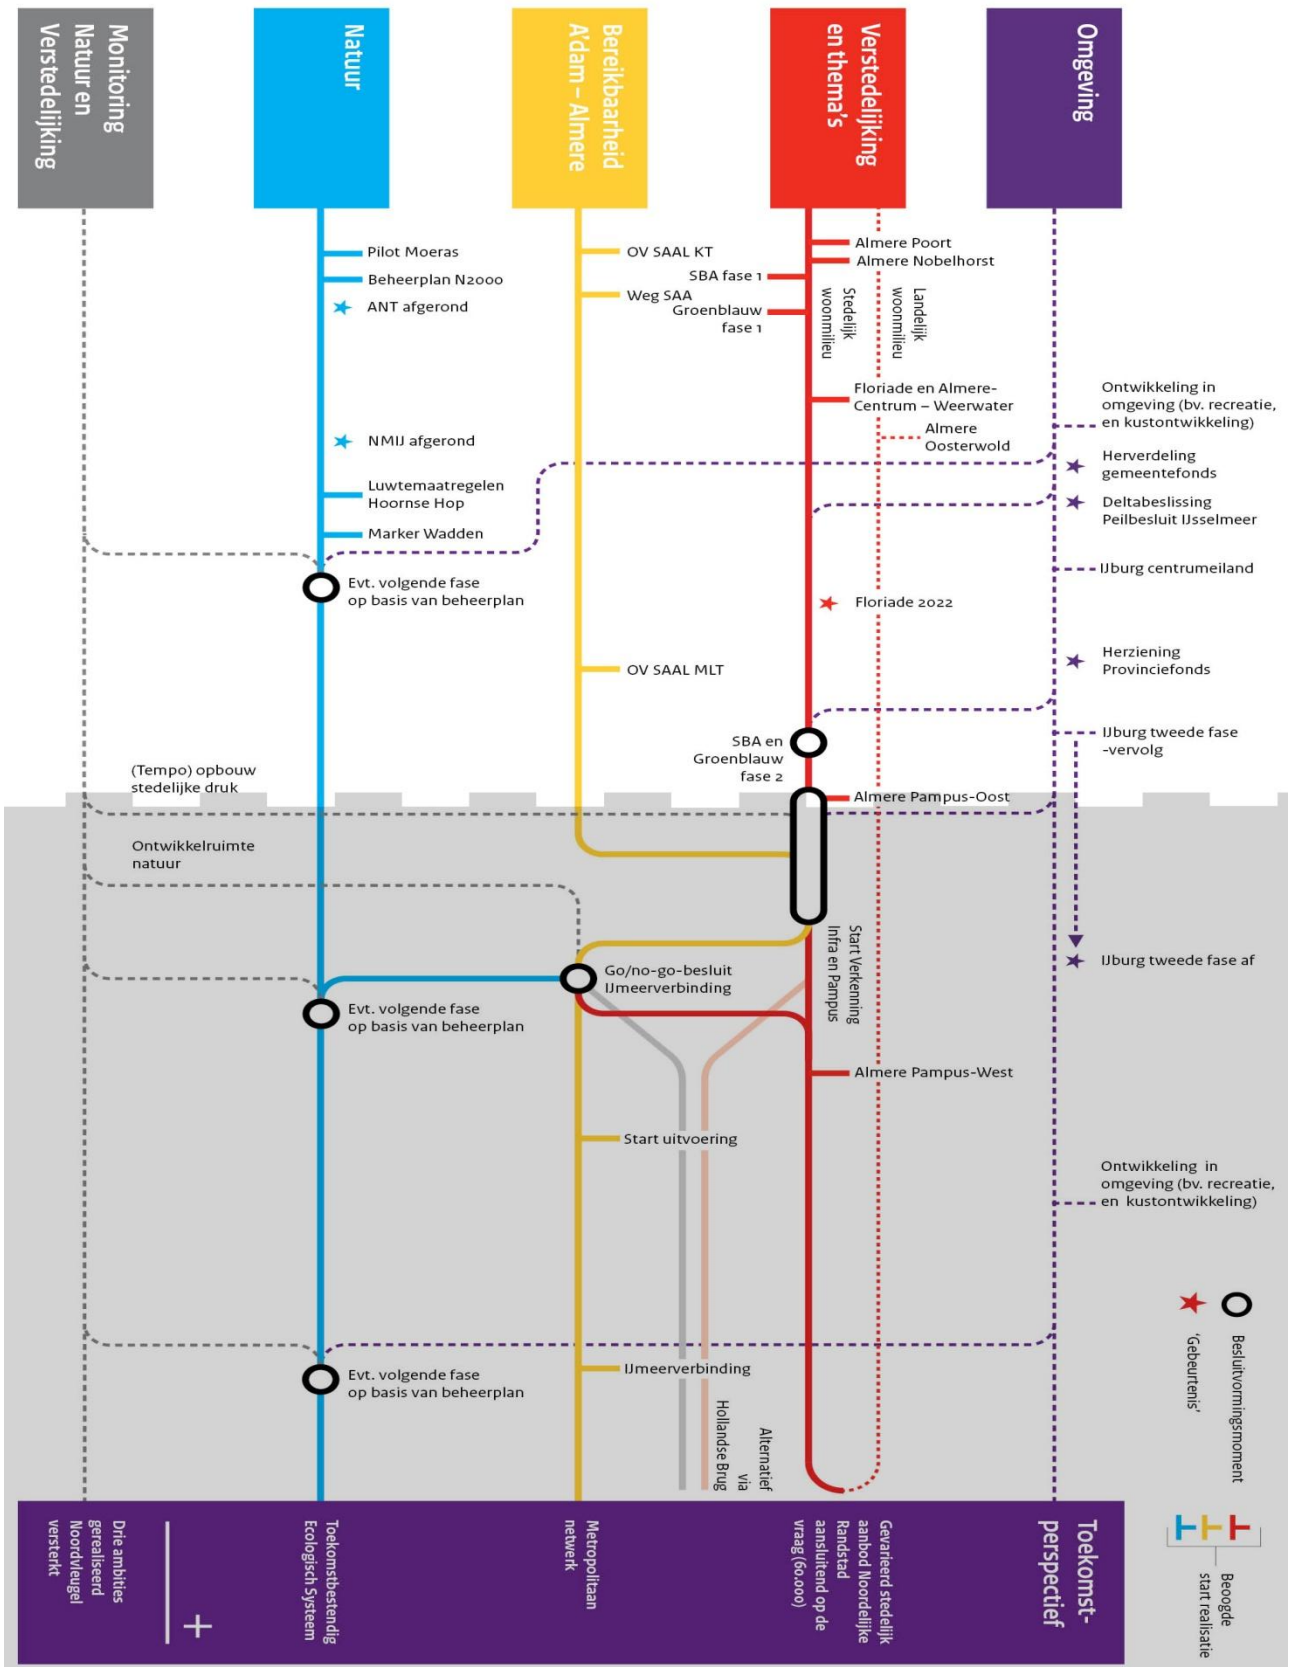 Monitoring
Natuur en
Verstedelijking
Natuur
Bereikbaarheid
A'dam – Almere
Verstedelijking
en thema's
Omgeving
Pilot Moeras
Beheerplan N2000
ANT afgerond
NMIJ afgerond
Luwtemaatregelen
Hoornse Hop
Marker Wadden
Evt. volgende fase
op basis van beheerplan
OV SAAL KT
Weg SAA
OV SAAL MLT
SBA fase 1
Groenblauw
fase 1
Almere Poort
Almere Nobelhorst
Stedelijk
woonmilieu
Landelijk
woonmilieu
Floriade en Almere-
Centrum – Weerwater
Almere
Oosterwold
Floriade 2022
SBA en
Groenblauw
fase 2
Almere Pampus-Oost
Ontwikkeling in
omgeving (bv. recreatie,
en kustontwikkeling)
Herverdeling
gemeentefonds
Deltabeslissing
Peilbesluit IJsselmeer
IJburg centrumeiland
Herziening
Provinciefonds
IJburg tweede fase
-vervolg
(Tempo) opbouw
stedelijke druk
Ontwikkelruimte
natuur
Start Verkenning
Infra en Pampus
Go/no-go-besluit
IJmeerverbinding
IJburg tweede fase af
Evt. volgende fase
op basis van beheerplan
Almere Pampus-West
Start uitvoering
Ontwikkeling in
omgeving (bv. recreatie,
en kustontwikkeling)
IJmeerverbinding
Evt. volgende fase
op basis van beheerplan
Alternatief
via
Hollandse Brug
Besluitvormingsmoment
'Gebeurtenis'
Beoogde
start realisatie
Toekomst-
perspectief
Gevarieerd stedelijk
aanbod Noordelijke
Randstad
aansluitend op de
vraag (60.000)
Metropolitaan
netwerk
Toekomstbestendig
Ecologisch Systeem
+
Drie ambities
gerealiseerd
Noordvleugel
versterkt